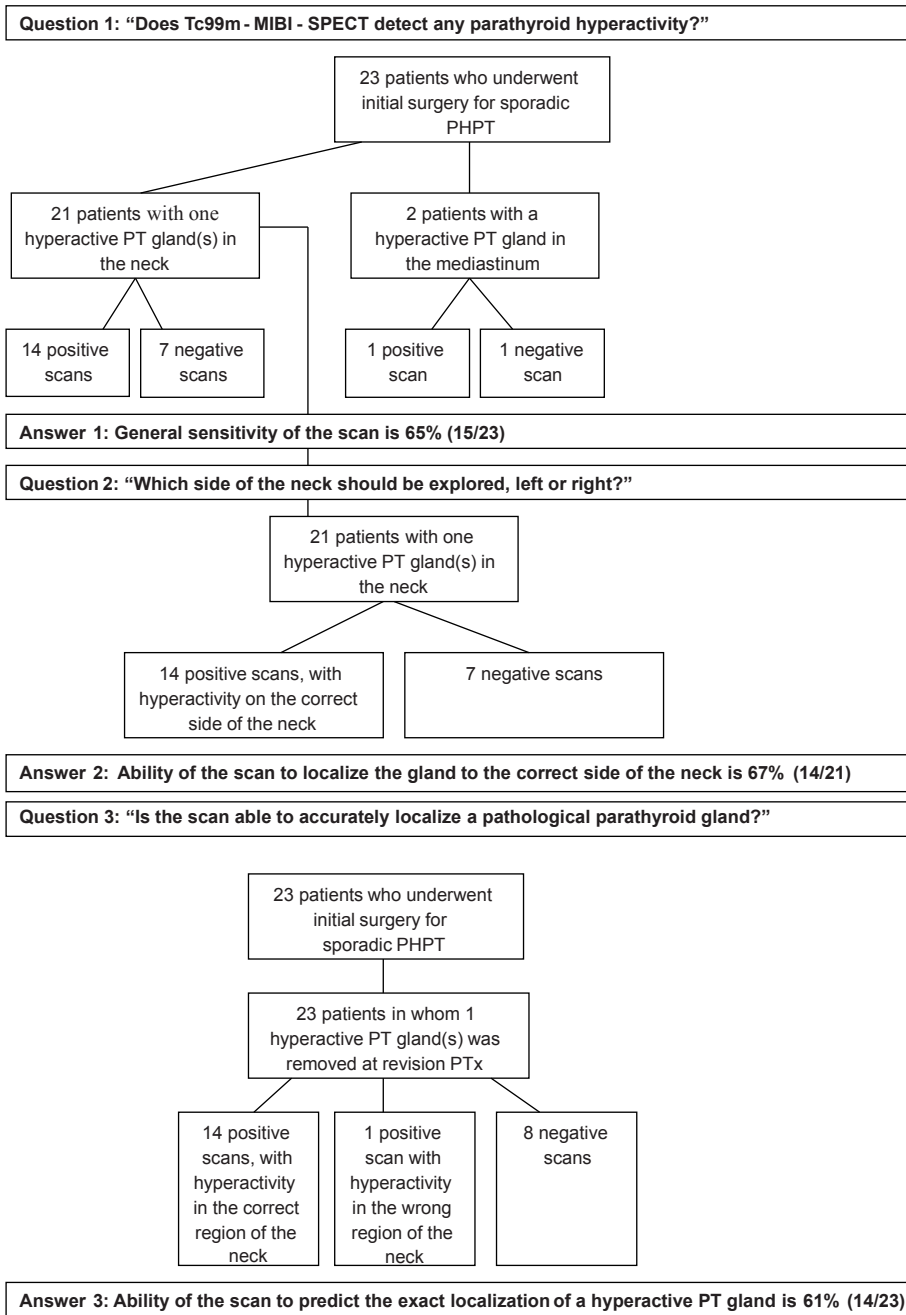 Question 1: “Does Tc99m - MIBI - SPECT detect any parathyroid hyperactivity?”
23 patients who underwent
initial surgery for sporadic
PHPT
21 patients with one
hyperactive PT gland(s) in
the neck
2 patients with a
hyperactive PT gland in
the mediastinum
14 positive
scans
7 negative
scans
1 positive
scan
1 negative
scan
Answer 1: General sensitivity of the scan is 65% (15/23)
Question 2: “Which side of the neck should be explored, left or right?”
21 patients with one
hyperactive PT gland(s) in
the neck
14 positive scans, with
hyperactivity on the correct
side of the neck
7 negative scans
Answer 2: Ability of the scan to localize the gland to the correct side of the neck is 67% (14/21)
Question 3: “Is the scan able to accurately localize a pathological parathyroid gland?”
23 patients who underwent
initial surgery for
sporadic PHPT
23 patients in whom 1
hyperactive PT gland(s) was
removed at revision PTx
14 positive
scans, with
hyperactivity
in the correct
region of the
neck
1 positive
scan with
hyperactivity
in the wrong
region of the
neck
8 negative
scans
Answer 3: Ability of the scan to predict the exact localization of a hyperactive PT gland is 61% (14/23)